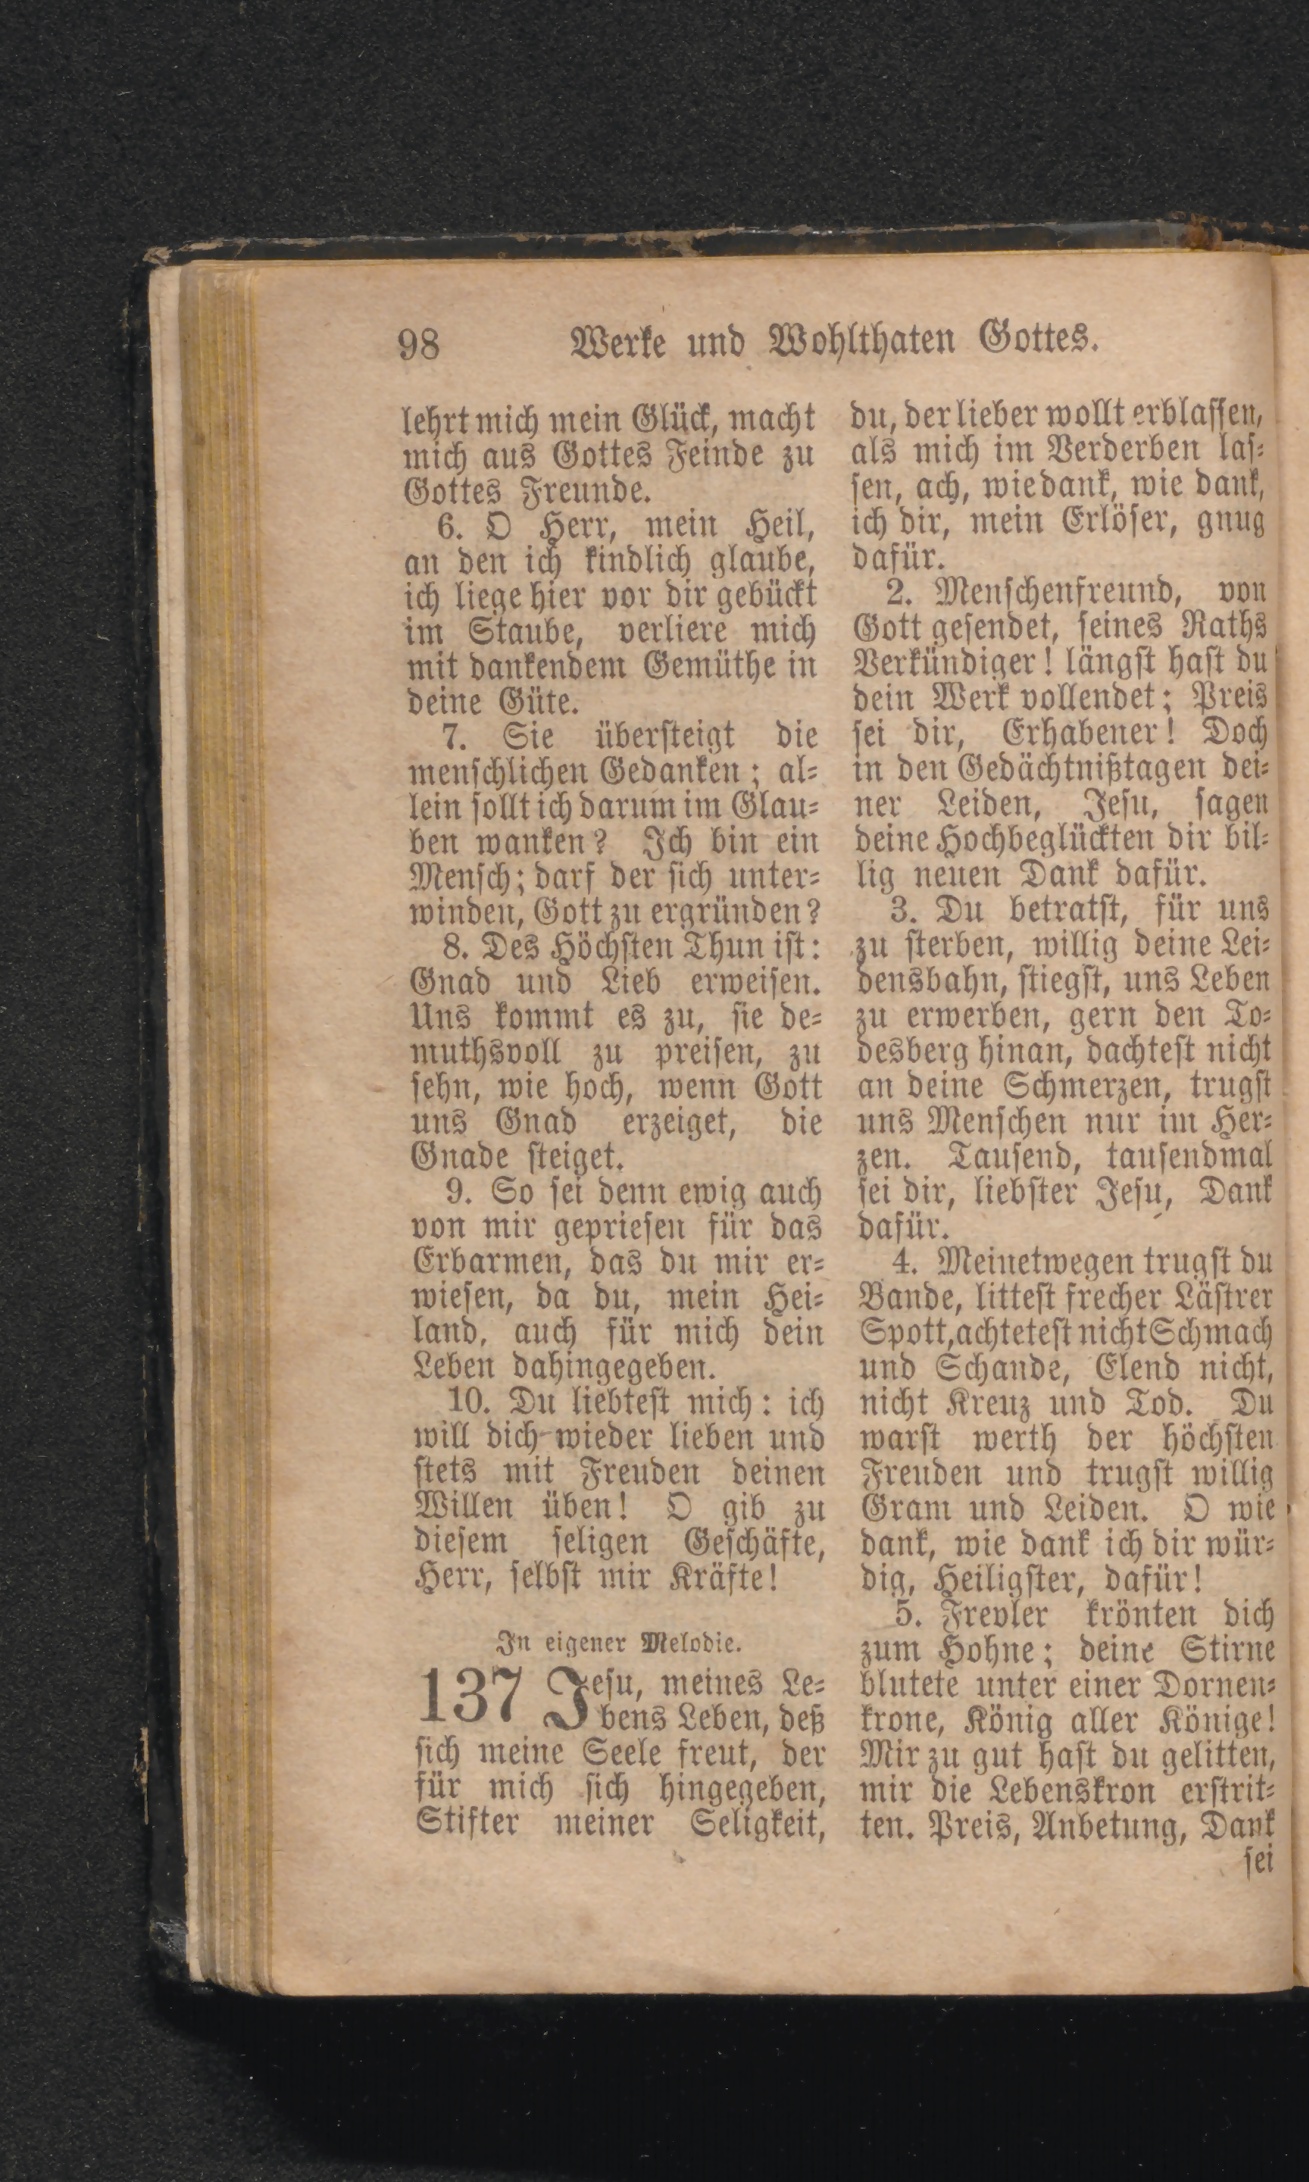 98 Werke und Wohlthaten Gottes.
lehrt mich mein Glück, macht
mich aus Gottes Feinde zu
Gottes Freunde.
6. O Herr, mein Heil,
an den ich kindlich glaube,
ich liege hier vor dir gebückt
im Staube, verliere mich
mit dankendem Gemüthe in
deine Güte.
7. Sie übersteigt die
menschlichen Gedanken; al=
lein sollt ich darum im Glau=
ben wanken? Ich bin ein
Mensch; darf der sich unter=
winden, Gott zu ergründen?
8. Des Höchsten Thun ist:
Gnad und Lieb erweisen.
Uns kommt es zu, sie de=
muthsvoll zu preisen, zu
sehn, wie hoch, wenn Gott
uns Gnad erzeiget, die
Gnade steiget.
9. So sei denn ewig auch
von mir gepriesen für das
Erbarmen, das du mir er=
wiesen, da du, mein Hei=
land, auch für mich dein
Leben dahingegeben.
10. Du liebtest mich: ich
will dich wieder lieben und
stets mit Freuden deinen
Willen üben! O gib zu
diesem seligen Geschäfte,
Herr, selbst mir Kräfte!
In eigener Melodie.
137 Jesu, meines Le=
bens Leben, deß
sich meine Seele freut, der
für mich sich hingegeben,
Stifter meiner Seligkeit,
du, der lieber wollt erblassen,
als mich im Verderben las=
sen, ach, wie dank, wie dank,
ich dir, mein Erlöser, gnug
dafür.
2. Menschenfreund, von
Gott gesendet, seines Raths
Verkündiger! längst hast du
dein Werk vollendet; Preis
sei dir, Erhabener! Doch
in den Gedächtnißtagen dei=
ner Leiden, Jesu, sagen
deine Hochbeglückten dir bil=
lig neuen Dank dafür.
3. Du betratst, für uns
zu sterben, willig deine Lei=
densbahn, stiegst, uns Leben
zu erwerben, gern den To=
desberg hinan, dachtest nicht
an deine Schmerzen, trugst
uns Menschen nur im Her=
zen. Tausend, tausendmal
sei dir, liebster Jesu, Dank
dafür.
4. Meinetwegen trugst du
Bande, littest frecher Lästrer
Spott, achtetest nicht Schmach
und Schande, Elend nicht,
nicht Kreuz und Tod. Du
warst werth der höchsten
Freuden und trugst willig
Gram und Leiden. O wie
dank, wie dank ich dir wür=
dig, Heiligster, dafür!
5. Frevler krönten dich
zum Hohne; deine Stirne
blutete unter einer Dornen=
krone, König aller Könige!
Mir zu gut hast du gelitten,
mir die Lebenskron erstrit=
ten. Preis, Anbetung, Dank
sei